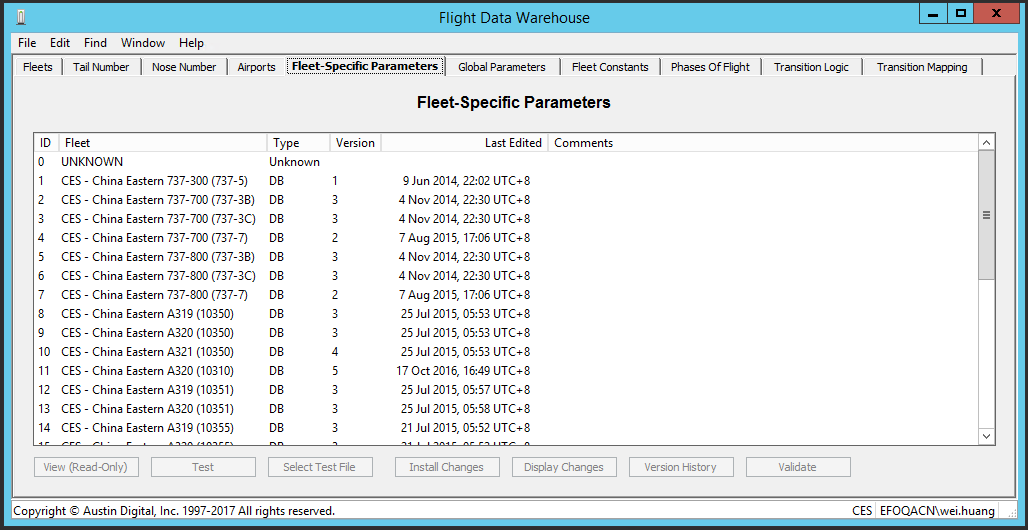 Flight Data Warehouse
File Edit Find Window Help
Fleets Tail Number Nose Number Airports Fleet-Specific Parameters Global Parameters Fleet Constants Phases Of Flight Transition Logic Transition Mapping
Fleet-Specific Parameters
ID Fleet Type Version Last Edited Comments
0 UNKNOWN Unknown
1 CES - China Eastern 737-300 (737-5) DB 1 9 Jun 2014, 22:02 UTC+8
2 CES - China Eastern 737-700 (737-3B) DB 3 4 Nov 2014, 22:30 UTC+8
3 CES - China Eastern 737-700 (737-3C) DB 3 4 Nov 2014, 22:30 UTC+8
4 CES - China Eastern 737-700 (737-7) DB 2 7 Aug 2015, 17:06 UTC+8
5 CES - China Eastern 737-800 (737-3B) DB 3 4 Nov 2014, 22:30 UTC+8
6 CES - China Eastern 737-800 (737-3C) DB 3 4 Nov 2014, 22:30 UTC+8
7 CES - China Eastern 737-800 (737-7) DB 2 7 Aug 2015, 17:06 UTC+8
8 CES - China Eastern A319 (10350) DB 3 25 Jul 2015, 05:53 UTC+8
9 CES - China Eastern A320 (10350) DB 3 25 Jul 2015, 05:53 UTC+8
10 CES - China Eastern A321 (10350) DB 4 25 Jul 2015, 05:53 UTC+8
11 CES - China Eastern A320 (10310) DB 5 17 Oct 2016, 16:49 UTC+8
12 CES - China Eastern A319 (10351) DB 3 25 Jul 2015, 05:57 UTC+8
13 CES - China Eastern A320 (10351) DB 3 25 Jul 2015, 05:58 UTC+8
14 CES - China Eastern A319 (10355) DB 3 21 Jul 2015, 05:52 UTC+8
View (Read-Only) Test Select Test File Install Changes Display Changes Version History Validate
Copyright © Austin Digital, Inc. 1997-2017 All rights reserved. CES EFOQACN\wei.huang